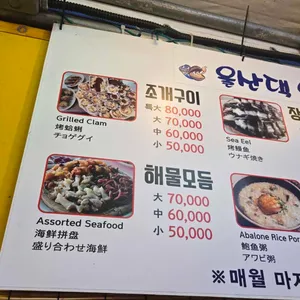 울산대
조개구이
特大 80,000
大 70,000
中 60,000
小 50,000
Grilled Clam
烤蛤蜊
チョゲグイ
Sea Eel
烤鳗鱼
ウナギ焼き
해물모듬
大 70,000
中 60,000
小 50,000
Assorted Seafood
海鮮拼盘
盛り合わせ海鮮
Abalone Rice Por
鲍鱼粥
アワビ粥
※매월 마지